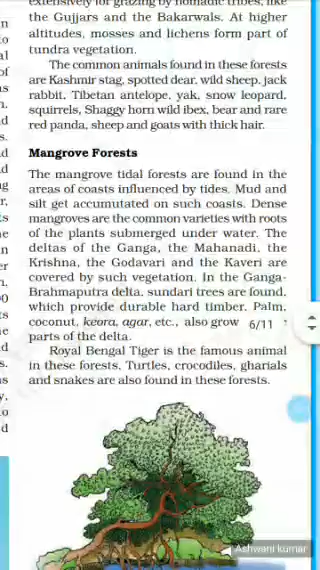 extensively for grazing by nomadic tribes, like
the Gujjars and the Bakarwals. At higher
altitudes, mosses and lichens form part of
tundra vegetation.
The common animals found in these forests
are Kashmir stag, spotted dear, wild sheep, jack
rabbit, Tibetan antelope, yak, snow leopard,
squirrels, Shaggy horn wild ibex, bear and rare
red panda, sheep and goats with thick hair.
Mangrove Forests
The mangrove tidal forests are found in the
areas of coasts influenced by tides. Mud and
silt get accumutated on such coasts. Dense
mangroves are the common varieties with roots
of the plants submerged under water. The
deltas of the Ganga, the Mahanadi, the
Krishna, the Godavari and the Kaveri are
covered by such vegetation. In the Ganga-
Brahmaputra delta, sundari trees are found,
which provide durable hard timber. Palm,
coconut, keora, agar, etc., also grow
6/11
parts of the delta.
Royal Bengal Tiger is the famous animal
in these forests. Turtles, crocodiles, gharials
and snakes are also found in these forests.
Ashwani kumar